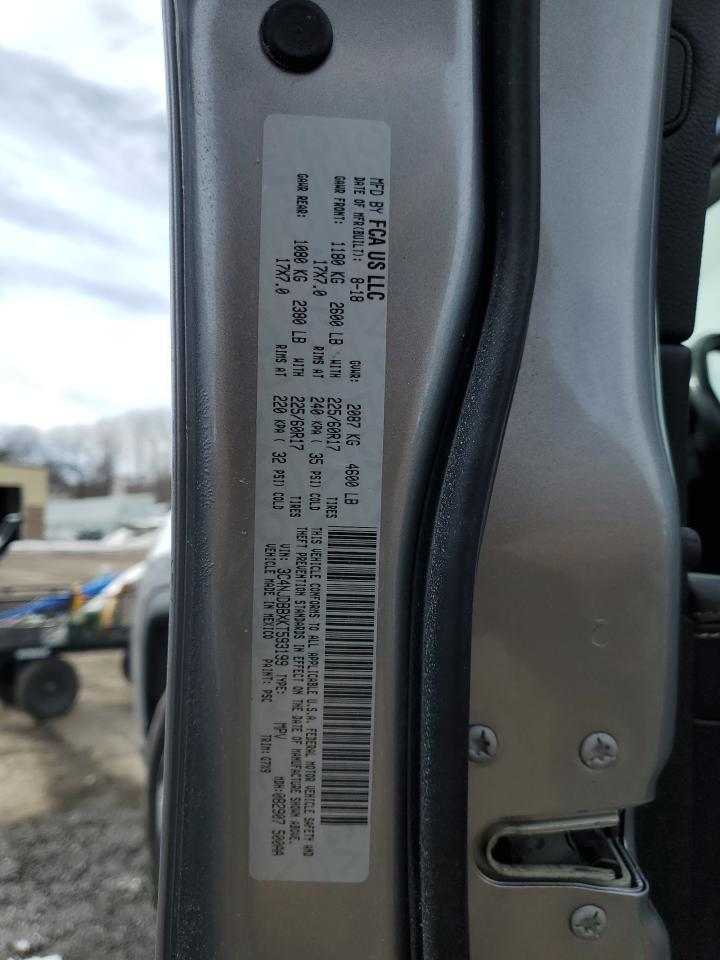 MFD BY FCA US LLC
DATE OF MFR(BUILT): 8-18 GVWR: 2087 KG 4600 LB
GAWR FRONT: 1180 KG 2600 LB WITH 225/60R17 TIRES
17X7.0 RIMS AT 240 KPA( 35 PSI) COLD
GAWR REAR: 1080 KG 2380 LB WITH 225/60R17 TIRES
17X7.0 RIMS AT 220 KPA ( 32 PSI) COLD
THIS VEHICLE CONFORMS TO ALL APPLICABLE U.S.A. FEDERAL MOTOR VEHICLE SAFETY AND
THEFT PREVENTION STANDARDS IN EFFECT ON THE DATE OF MANUFACTURE SHOWN ABOVE.
VIN: 3C4NJDBBXKT593199 TYPE: MPV MDH:082907 500AA
VEHICLE MADE IN MEXICO PAINT: PSC TRIM: G7X9